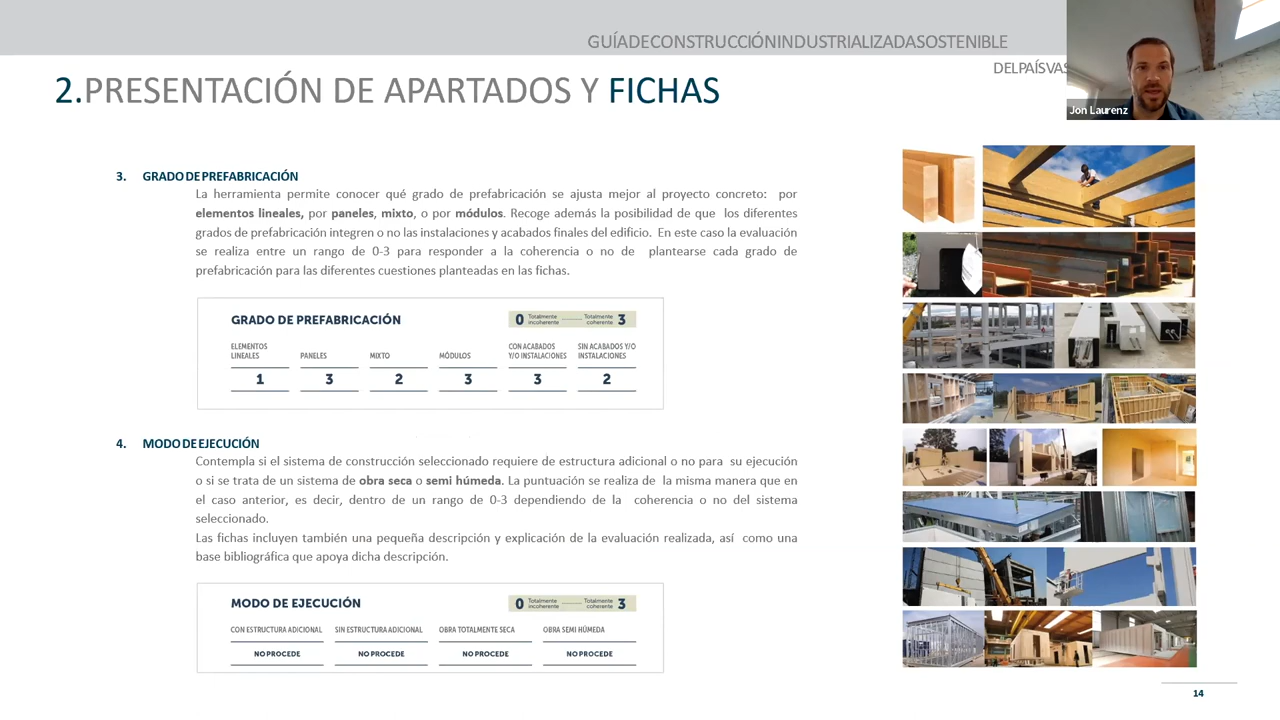 GUÍADECONSTRUCCIÓNINDUSTRIALIZADASOSTENIBLE
DELPAÍSVAS
Jon Laurenz
2.PRESENTACIÓN DE APARTADOS Y FICHAS
3. GRADO DE PREFABRICACIÓN
La herramienta permite conocer qué grado de prefabricación se ajusta mejor al proyecto concreto: por
elementos lineales, por paneles, mixto, o por módulos. Recoge además la posibilidad de que los diferentes
grados de prefabricación integren o no las instalaciones y acabados finales del edificio. En este caso la evaluación
se realiza entre un rango de 0-3 para responder a la coherencia o no de plantearse cada grado de
prefabricación para las diferentes cuestiones planteadas en las fichas.
GRADO DE PREFABRICACIÓN
0 Totalmente incoherente Totalmente coherente 3
ELEMENTOS LINEALES PANELES MIXTO MÓDULOS CON ACABADOS Y/O INSTALACIONES SIN ACABADOS Y/O INSTALACIONES
1 3 2 3 3 2
4. MODO DE EJECUCIÓN
Contempla si el sistema de construcción seleccionado requiere de estructura adicional o no para su ejecución
o si se trata de un sistema de obra seca o semi húmeda. La puntuación se realiza de la misma manera que en
el caso anterior, es decir, dentro de un rango de 0-3 dependiendo de la coherencia o no del sistema
seleccionado.
Las fichas incluyen también una pequeña descripción y explicación de la evaluación realizada, así como una
base bibliográfica que apoya dicha descripción.
MODO DE EJECUCIÓN
0 Totalmente incoherente Totalmente coherente 3
CON ESTRUCTURA ADICIONAL SIN ESTRUCTURA ADICIONAL OBRA TOTALMENTE SECA OBRA SEMI HÚMEDA
NO PROCEDE NO PROCEDE NO PROCEDE NO PROCEDE
14